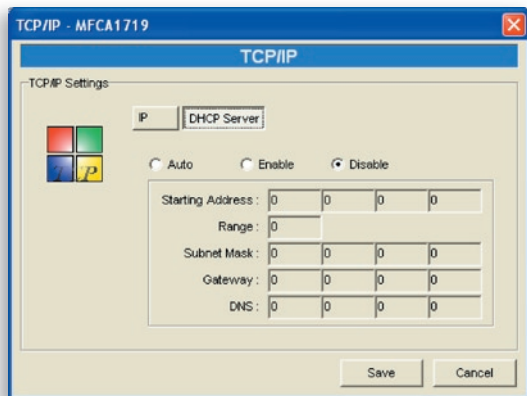 TCP/IP - MFCA1719
TCP/IP
TCP/IP Settings
IP DHCP Server
Auto Enable Disable
Starting Address : 0 0 0 0
Range : 0
Subnet Mask : 0 0 0 0
Gateway : 0 0 0 0
DNS : 0 0 0 0
Save Cancel